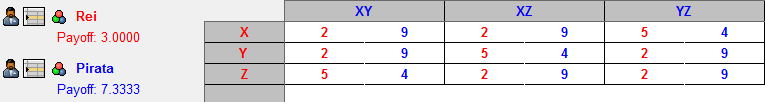 Rei
Payoff: 3.0000
Pirata
Payoff: 7.3333
XY XZ YZ
X 2 9 2 9 5 4
Y 2 9 5 4 2 9
Z 5 4 2 9 2 9